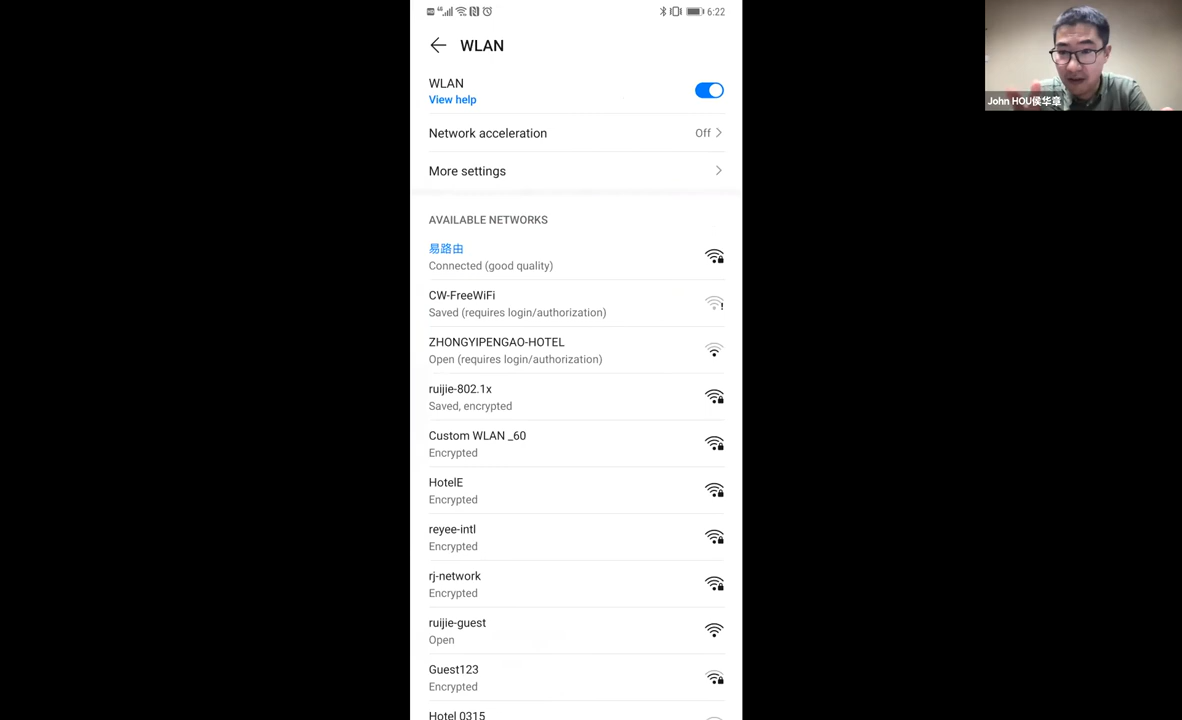 6:22
WLAN
WLAN
View help
Network acceleration
Off
More settings
AVAILABLE NETWORKS
易路由
Connected (good quality)
CW-FreeWiFi
Saved (requires login/authorization)
ZHONGYIPENGAO-HOTEL
Open (requires login/authorization)
ruijie-802.1x
Saved, encrypted
Custom WLAN _60
Encrypted
HotelE
Encrypted
reyee-intl
Encrypted
rj-network
Encrypted
ruijie-guest
Open
Guest123
Encrypted
Hotel 0315
John HOU侯华章